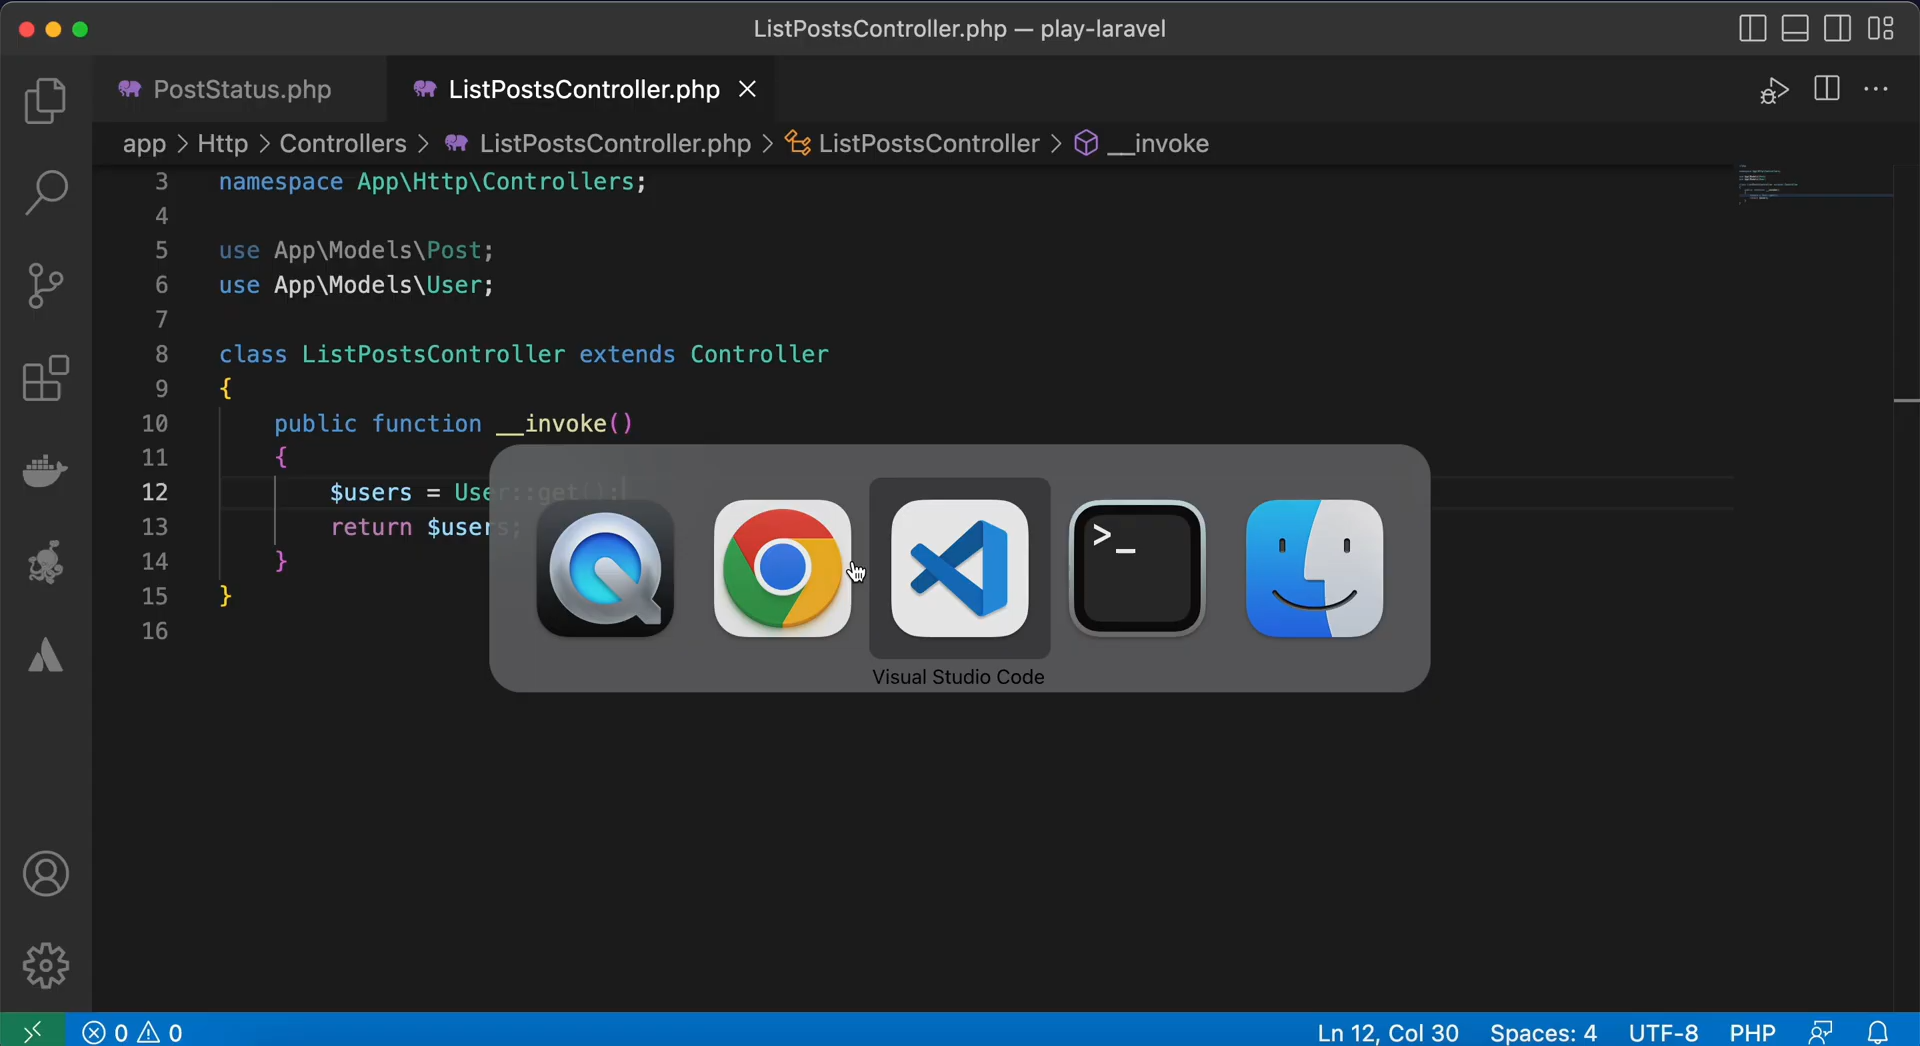 ListPostsController.php — play-laravel
PostStatus.php
ListPostsController.php
app > Http > Controllers > ListPostsController.php > ListPostsController > __invoke
3 namespace App\Http\Controllers;
4
5 use App\Models\Post;
6 use App\Models\User;
7
8 class ListPostsController extends Controller
9 {
10 public function __invoke()
11 {
12 $users = User::get();
13 return $users;
14 }
15 }
16
>_
Visual Studio Code
0 0
Ln 12, Col 30 Spaces: 4 UTF-8 PHP